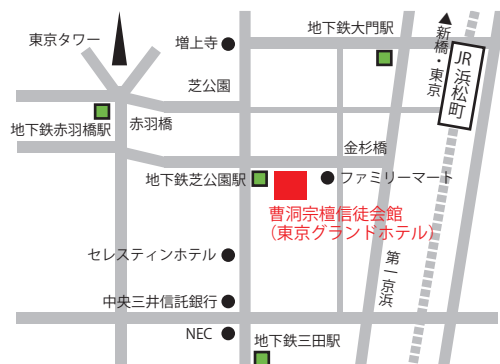 東京タワー
増上寺
地下鉄大門駅
▲新橋・東京
JR浜松町
芝公園
地下鉄赤羽橋駅
赤羽橋
金杉橋
地下鉄芝公園駅
ファミリーマート
曹洞宗檀信徒会館
（東京グランドホテル）
セレスティンホテル
第一京浜
中央三井信託銀行
NEC
地下鉄三田駅